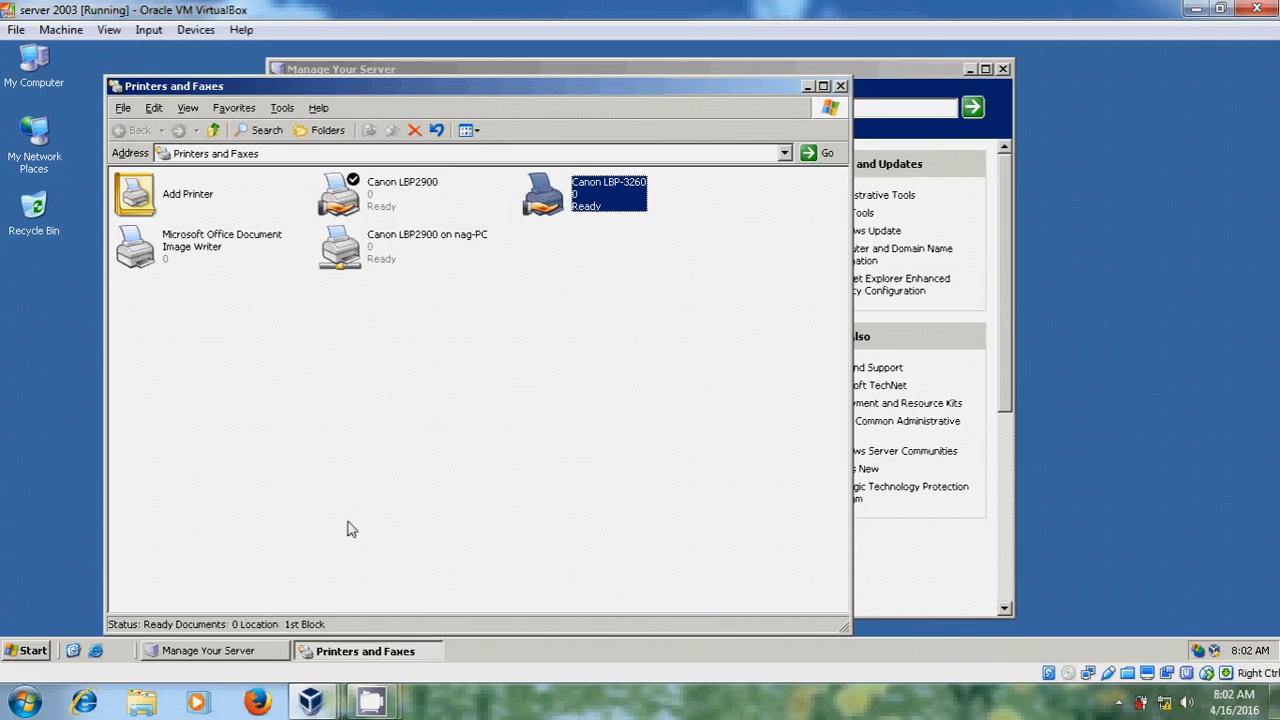 server 2003 [Running] - Oracle VM VirtualBox
File Machine View Input Devices Help
My Computer
My Network
Places
Recycle Bin
Manage Your Server
Printers and Faxes
File Edit View Favorites Tools Help
Back Search Folders
Address Printers and Faxes Go
Add Printer
Canon LBP2900
0
Ready
Canon LBP-3260
0
Ready
Microsoft Office Document
Image Writer
0
Canon LBP2900 on nag-PC
0
Ready
and Updates
strative Tools
Tools
ws Update
uter and Domain Name
mation
et Explorer Enhanced
ty Configuration
lso
nd Support
soft TechNet
yment and Resource Kits
Common Administrative
ws Server Communities
s New
gic Technology Protection
am
Status: Ready Documents: 0 Location: 1st Block
Start Manage Your Server Printers and Faxes 8:02 AM
Right Ctrl
8:02 AM
4/16/2016